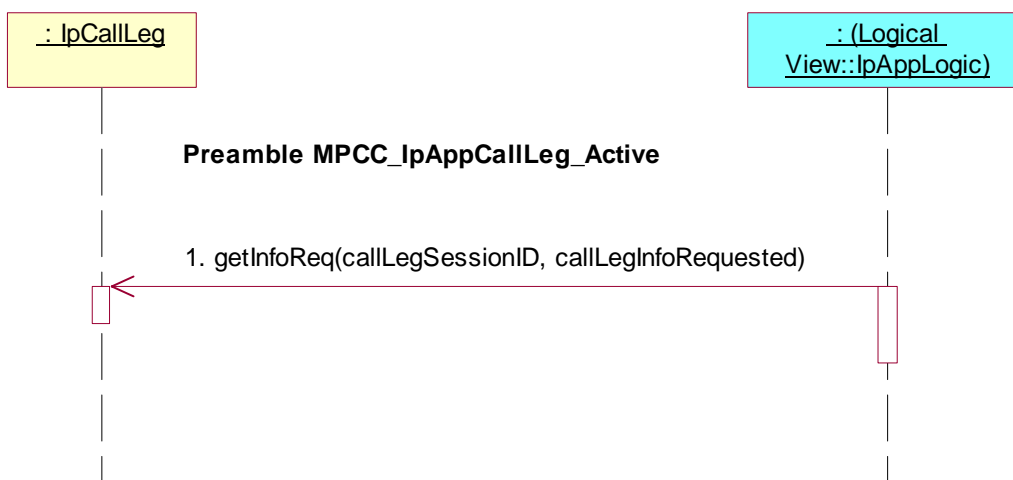 : IpCallLeg
: (Logical
View::IpAppLogic)
Preamble MPCC_IpAppCallLeg_Active
1. getInfoReq(callLegSessionID, callLegInfoRequested)